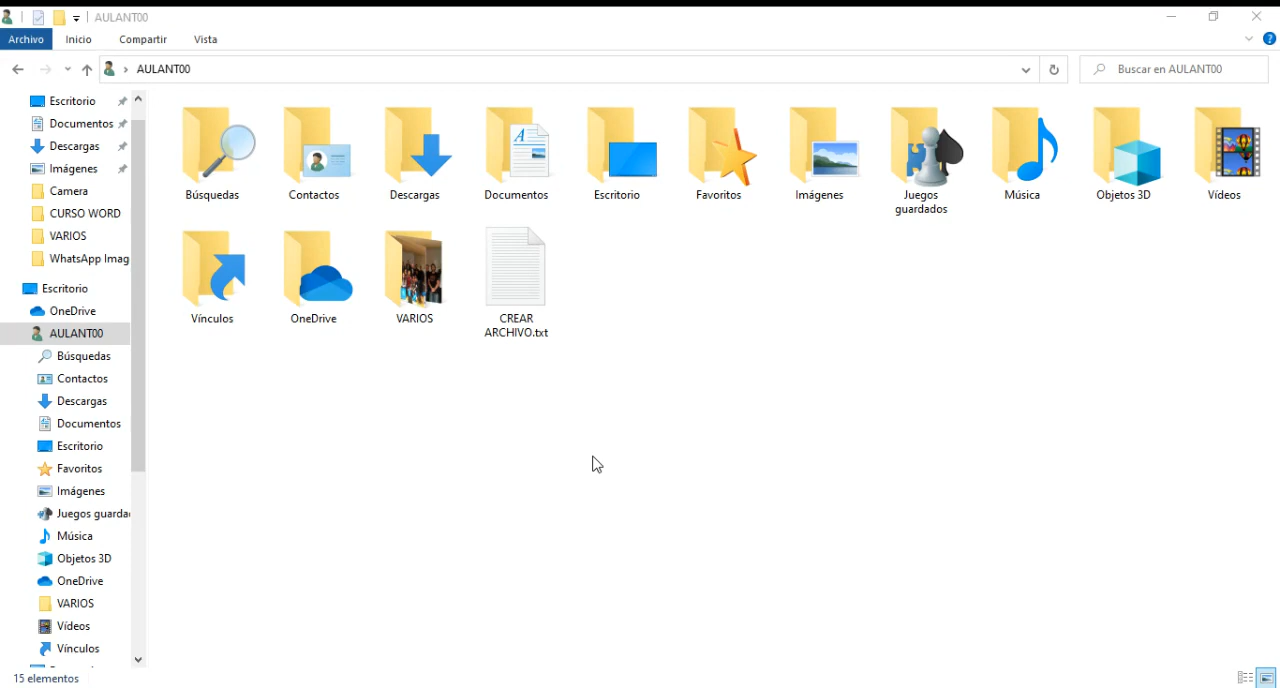 AULANT00
Archivo Inicio Compartir Vista
AULANT00
Buscar en AULANT00
Escritorio
Documentos
Descargas
Imágenes
Camera
CURSO WORD
VARIOS
WhatsApp Imag
Escritorio
OneDrive
AULANT00
Búsquedas
Contactos
Descargas
Documentos
Escritorio
Favoritos
Imágenes
Juegos guarda
Música
Objetos 3D
OneDrive
VARIOS
Vídeos
Vínculos
Búsquedas Contactos Descargas Documentos Escritorio Favoritos Imágenes Juegos guardados Música Objetos 3D Vídeos
Vínculos OneDrive VARIOS CREAR ARCHIVO.txt
15 elementos